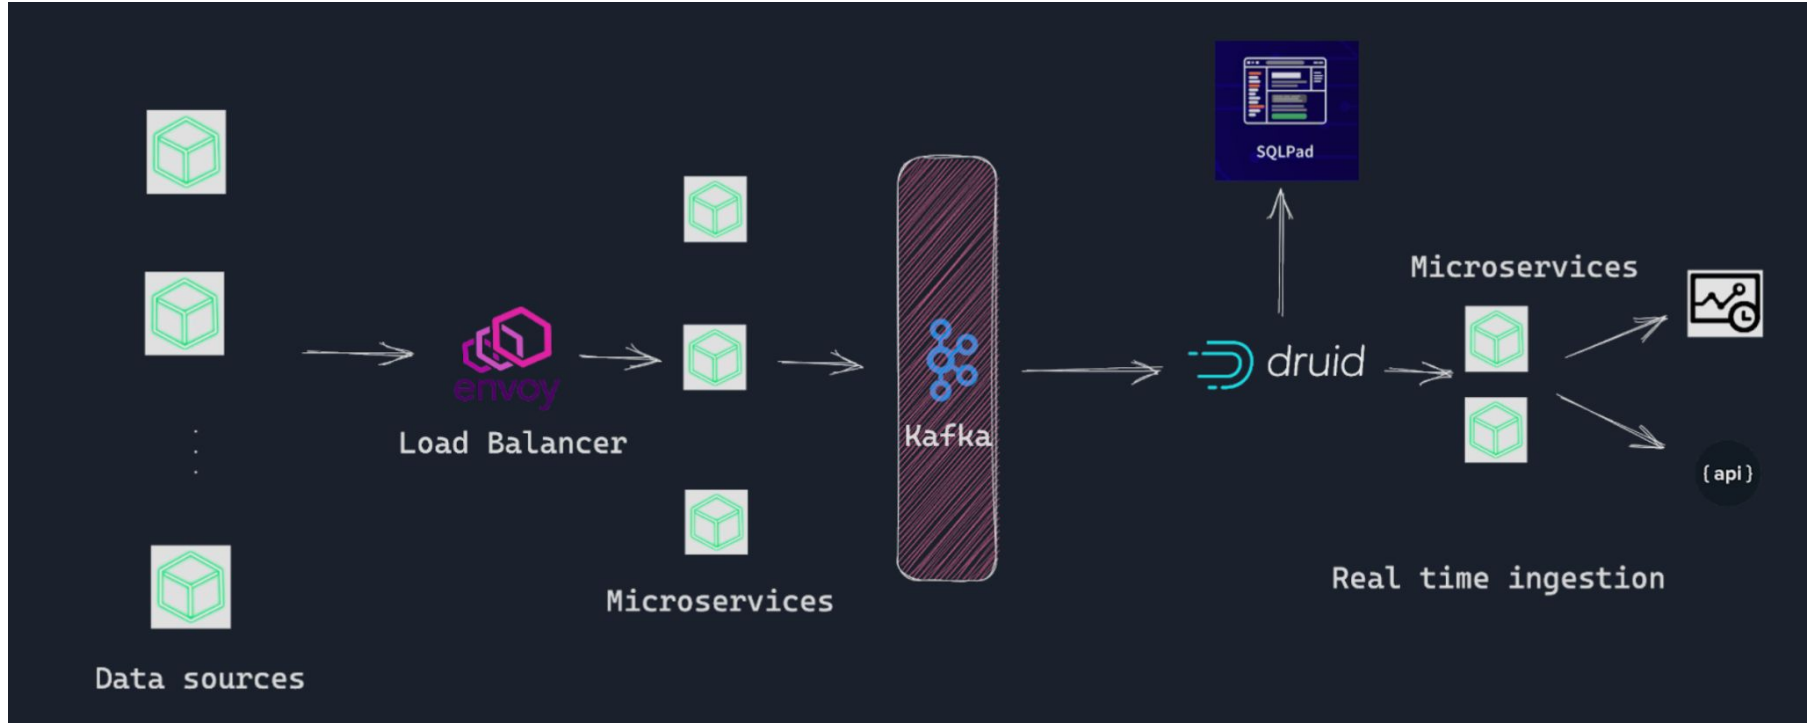 SQLPad
Microservices
envoy
druid
Load Balancer
Kafka
{api}
Real time ingestion
Microservices
Data sources